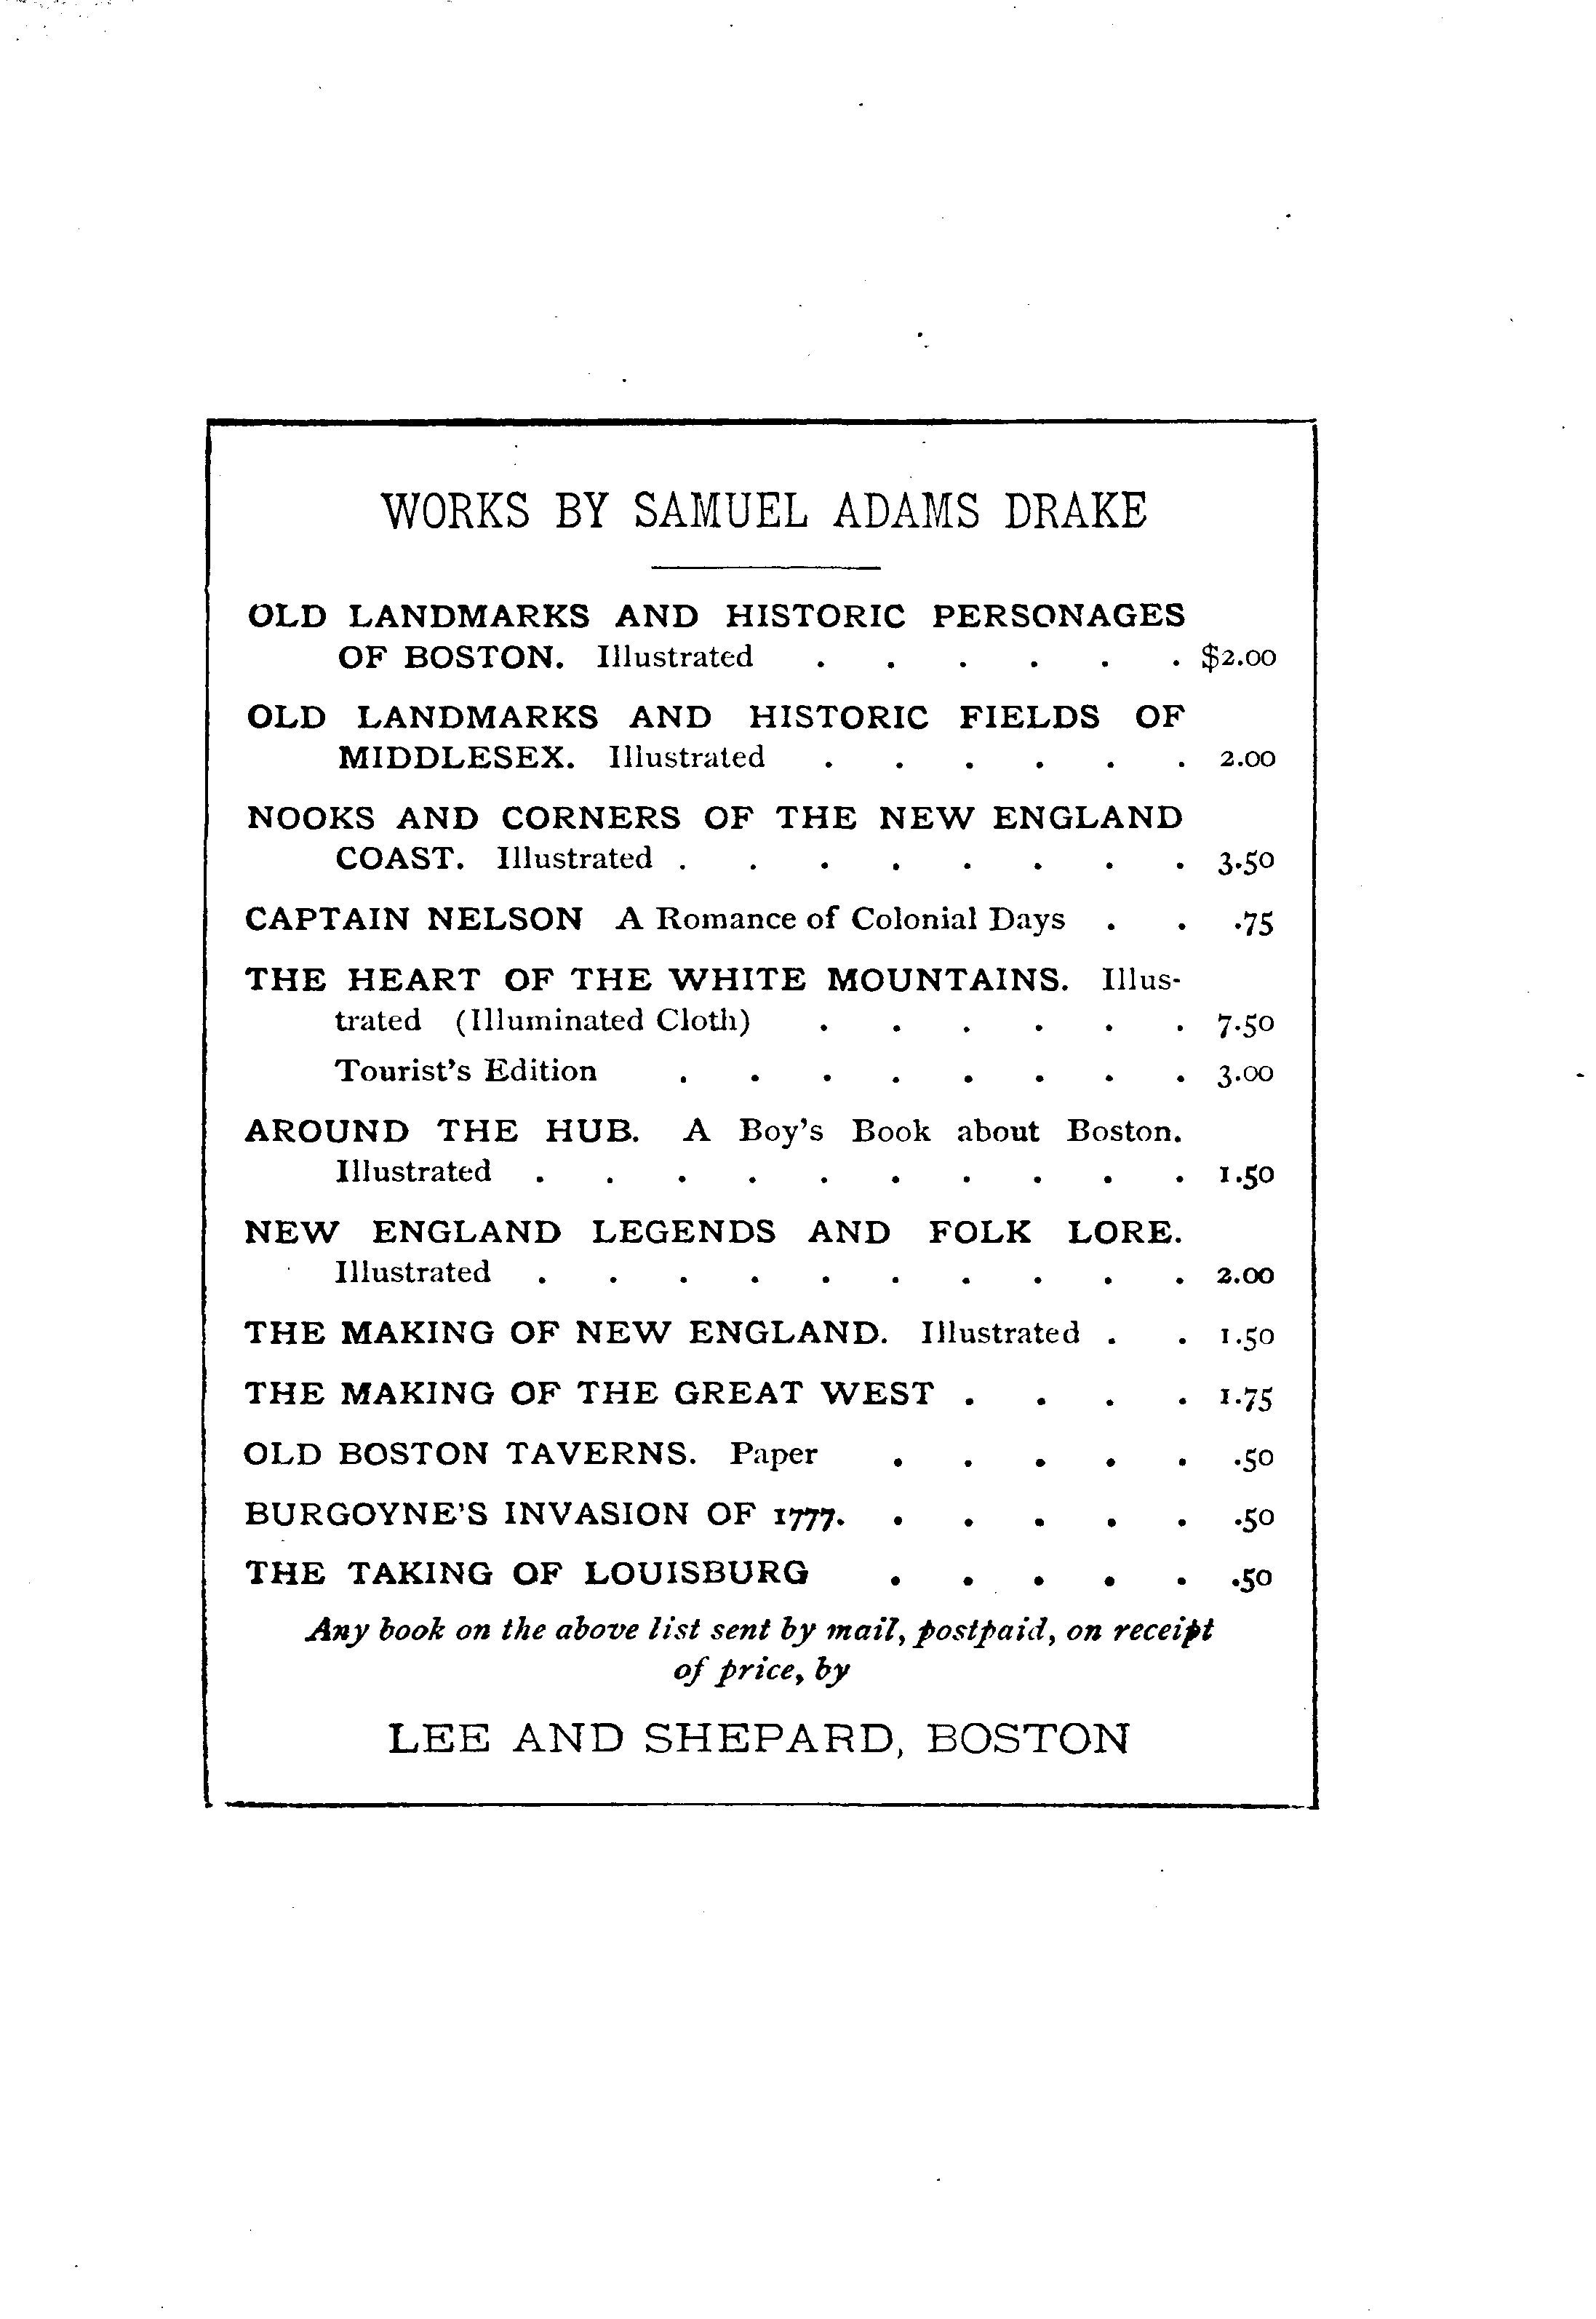 WORKS BY SAMUEL ADAMS DRAKE
OLD LANDMARKS AND HISTORIC PERSONAGES
OF BOSTON. Illustrated . . . . . . $2.00
OLD LANDMARKS AND HISTORIC FIELDS OF
MIDDLESEX. Illustrated . . . . . . 2.00
NOOKS AND CORNERS OF THE NEW ENGLAND
COAST. Illustrated . . . . . . . . 3.50
CAPTAIN NELSON A Romance of Colonial Days . . .75
THE HEART OF THE WHITE MOUNTAINS. Illus-
trated (Illuminated Cloth) . . . . . . 7.50
Tourist's Edition . . . . . . . . 3.00
AROUND THE HUB. A Boy's Book about Boston.
Illustrated . . . . . . . . . . 1.50
NEW ENGLAND LEGENDS AND FOLK LORE.
Illustrated . . . . . . . . . . 2.00
THE MAKING OF NEW ENGLAND. Illustrated . . 1.50
THE MAKING OF THE GREAT WEST . . . . 1.75
OLD BOSTON TAVERNS. Paper . . . . . .50
BURGOYNE'S INVASION OF 1777. . . . . . .50
THE TAKING OF LOUISBURG . . . . . .50
Any book on the above list sent by mail, postpaid, on receipt
of price, by
LEE AND SHEPARD, BOSTON